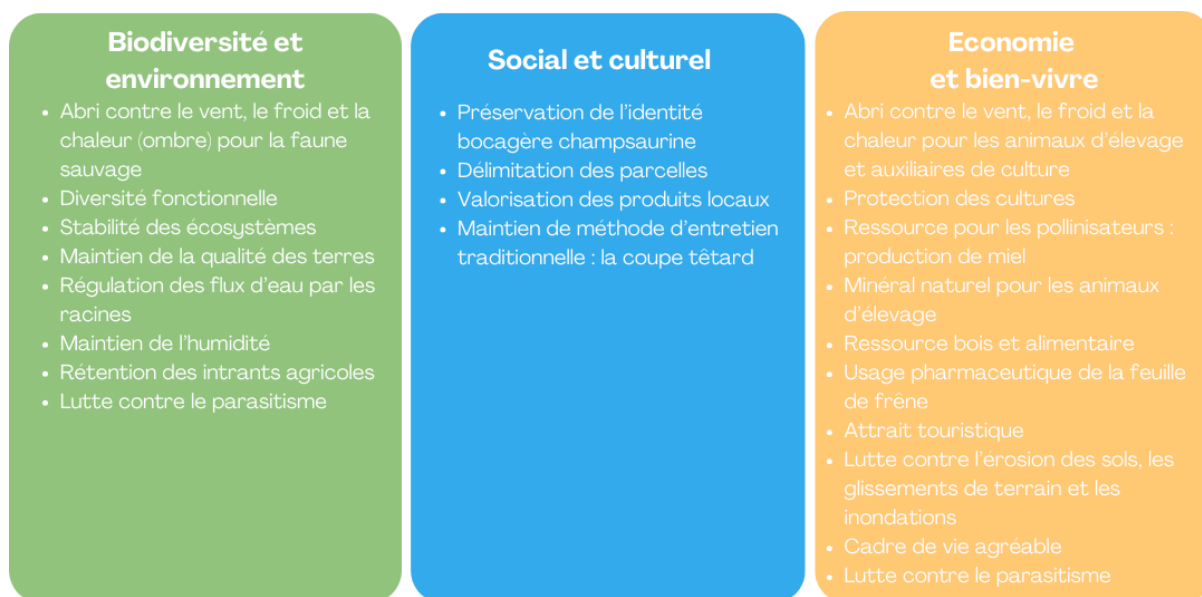 Biodiversité et
environnement
• Abri contre le vent, le froid et la
chaleur (ombre) pour la faune
sauvage
• Diversité fonctionnelle
• Stabilité des écosystèmes
• Maintien de la qualité des terres
• Régulation des flux d'eau par les
racines
• Maintien de l'humidité
• Rétention des intrants agricoles
• Lutte contre le parasitisme
Social et culturel
• Préservation de l'identité
bocagère champsaurine
• Délimitation des parcelles
• Valorisation des produits locaux
• Maintien de méthode d'entretien
traditionnelle : la coupe têtard
Economie
et bien-vivre
• Abri contre le vent, le froid et la
chaleur pour les animaux d'élevage
et auxiliaires de culture
• Protection des cultures
• Ressource pour les pollinisateurs :
production de miel
• Minéral naturel pour les animaux
d'élevage
• Ressource bois et alimentaire
• Usage pharmaceutique de la feuille
de frêne
• Attrait touristique
• Lutte contre l'érosion des sols, les
glissements de terrain et les
inondations
• Cadre de vie agréable
• Lutte contre le parasitisme